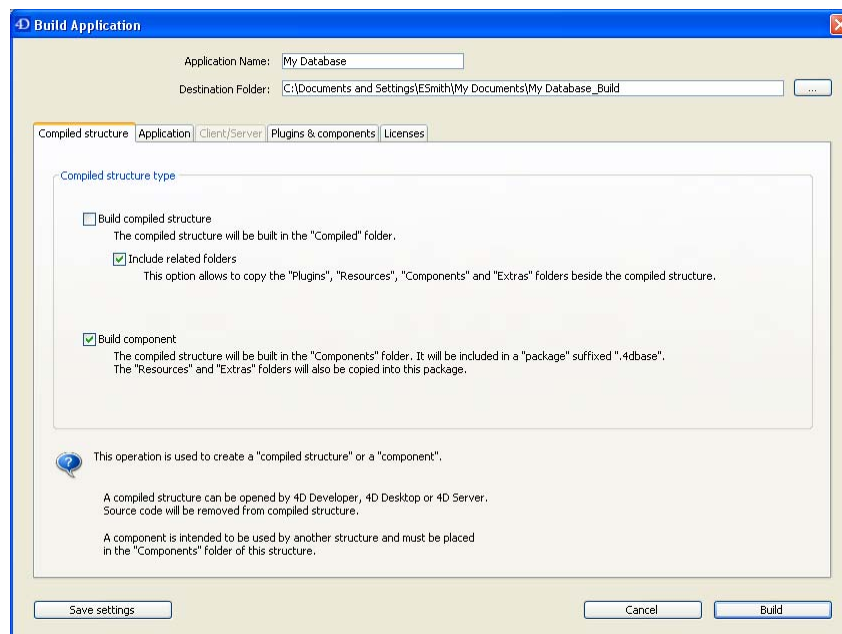 4D Build Application
Application Name: My Database
Destination Folder: C:\Documents and Settings\ESmith\My Documents\My Database_Build ...
Compiled structure Application Client/Server Plugins & components Licenses
Compiled structure type
Build compiled structure
The compiled structure will be built in the "Compiled" folder.
Include related folders
This option allows to copy the "Plugins", "Resources", "Components" and "Extras" folders beside the compiled structure.
Build component
The compiled structure will be built in the "Components" folder. It will be included in a "package" suffixed ".4dbase".
The "Resources" and "Extras" folders will also be copied into this package.
This operation is used to create a "compiled structure" or a "component".
A compiled structure can be opened by 4D Developer, 4D Desktop or 4D Server.
Source code will be removed from compiled structure.
A component is intended to be used by another structure and must be placed
in the "Components" folder of this structure.
Save settings Cancel Build